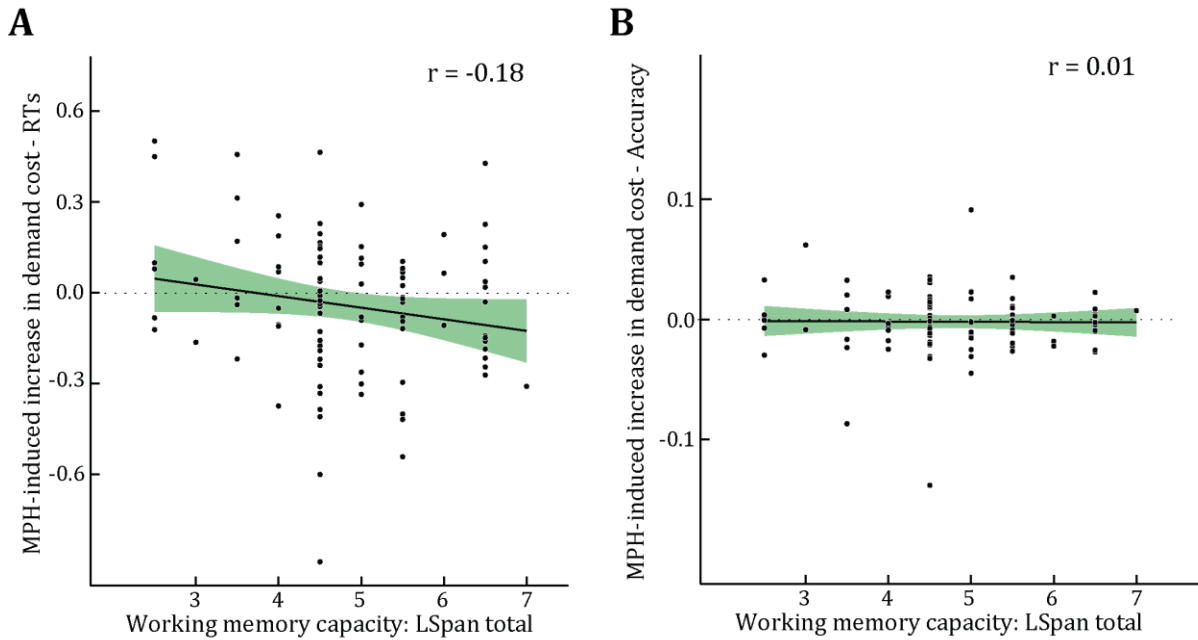 A
r = -0.18
MPH-induced increase in demand cost - RTs
0.6
0.3
0.0
-0.3
-0.6
3 4 5 6 7
Working memory capacity: LSpan total
B
r = 0.01
MPH-induced increase in demand cost - Accuracy
0.1
0.0
-0.1
3 4 5 6 7
Working memory capacity: LSpan total